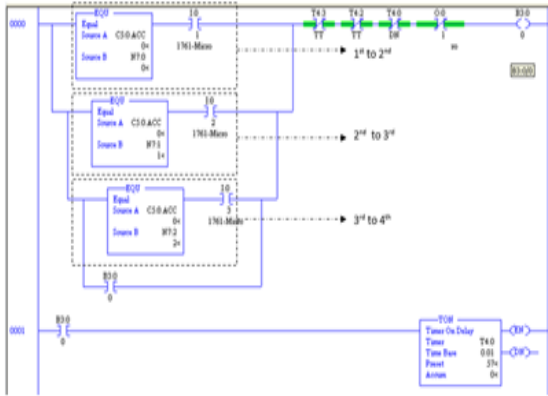 0000
EQU
Equal
Source A C5:0.ACC
0<
Source B N7:0
0<
I:0
1
1761-Micro
T4:3
TT
T4:2
TT
T4:0
DN
O:0
1
B3:0
0
B3:0/0
1st to 2nd
EQU
Equal
Source A C5:0.ACC
0<
Source B N7:1
1<
I:0
2
1761-Micro
2nd to 3rd
EQU
Equal
Source A C5:0.ACC
0<
Source B N7:2
2<
I:0
3
1761-Micro
3rd to 4th
B3:0
0
0001
B3:0
0
TON
Timer On Delay
Timer T4:0
Time Base 0.01
Preset 37<
Accum 0<
EN
DN